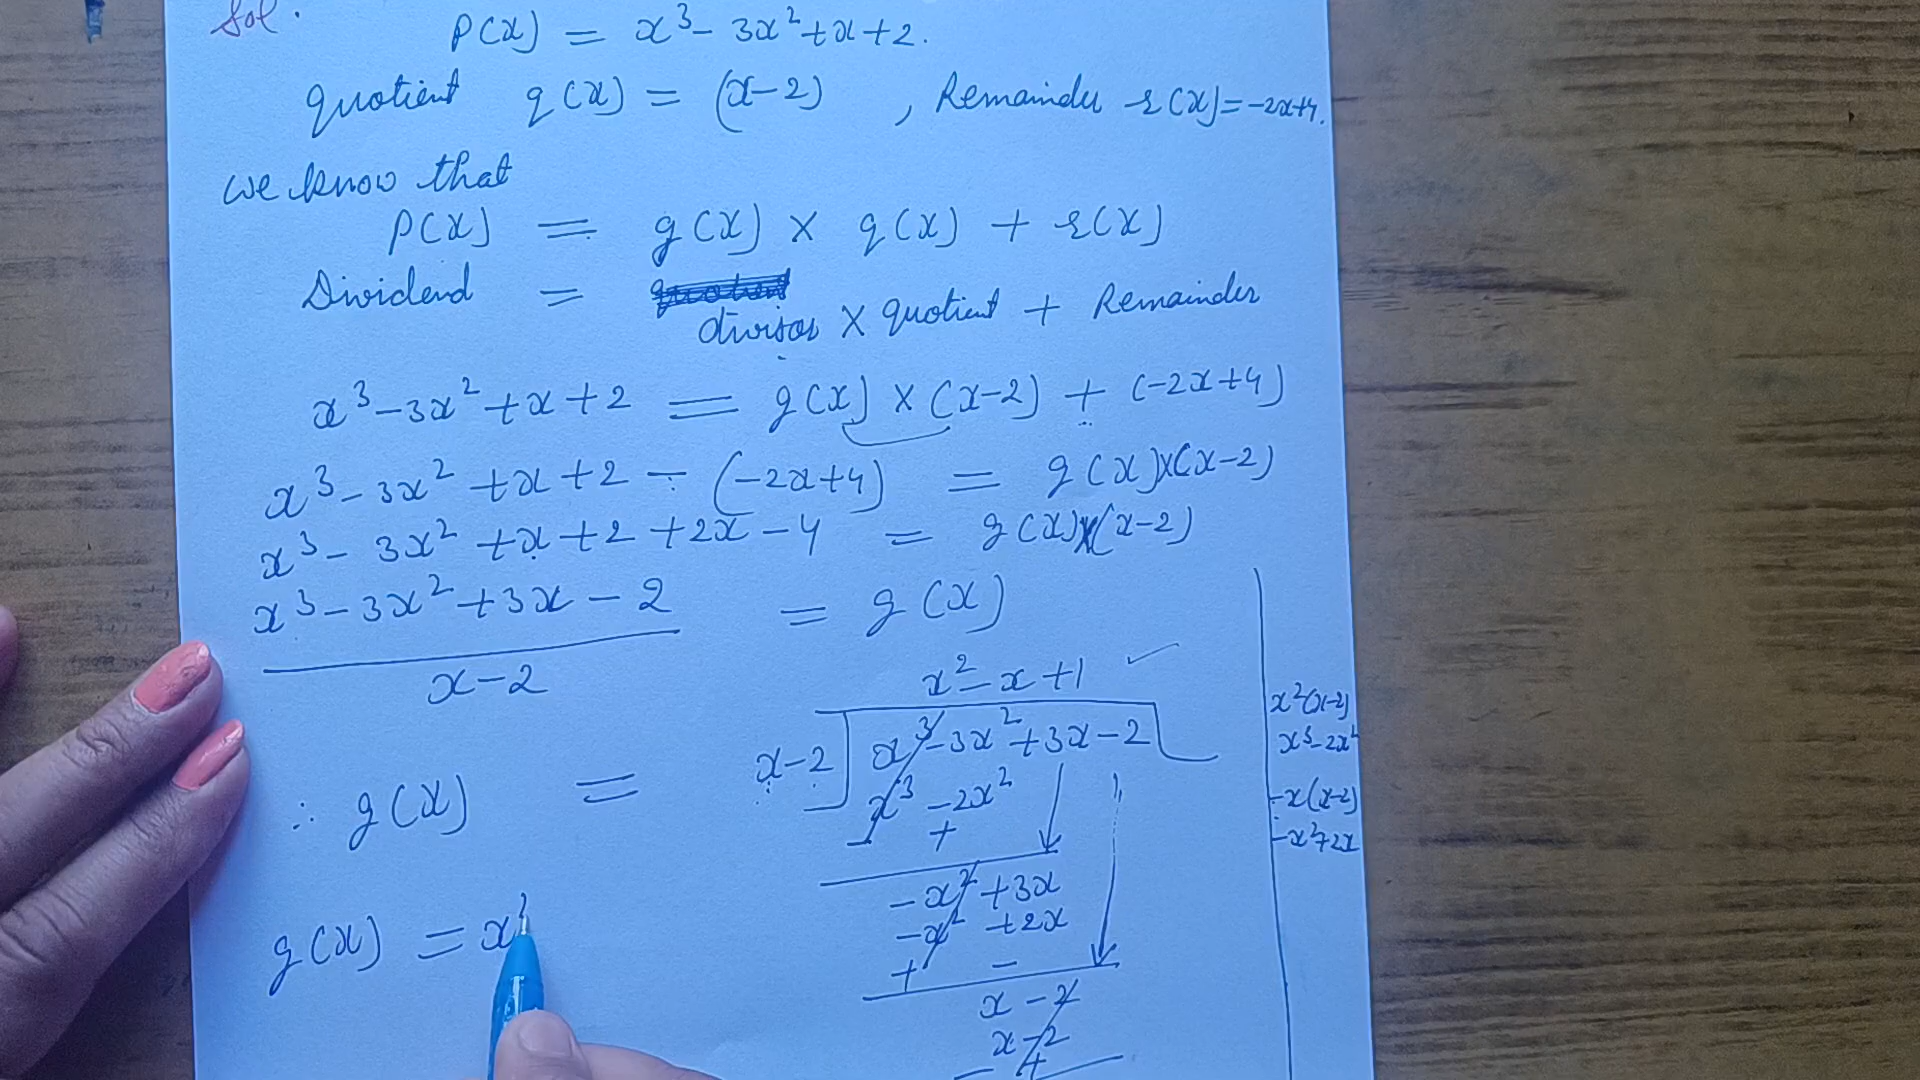 Sol.
P(x) = x³ - 3x² + x + 2.
quotient q(x) = (x-2) , Remainder r(x) = -2x+4.
we know that
P(x) = g(x) × q(x) + r(x)
Dividend = divisor × quotient + Remainder
x³ - 3x² + x + 2 = g(x) × (x-2) + (-2x+4)
x³ - 3x² + x + 2 - (-2x+4) = g(x)×(x-2)
x³ - 3x² + x + 2 + 2x - 4 = g(x)×(x-2)
x³ - 3x² + 3x - 2 = g(x)
x-2
x² - x + 1 ✓
x-2 x³ - 3x² + 3x - 2
∴ g(x) =
x³ - 2x²
- +
-x² + 3x
-x² + 2x
+ -
x - 2
x - 2
- +
g(x) = x²
x²(x-2)
x³-2x²
-x(x-2)
-x²+2x